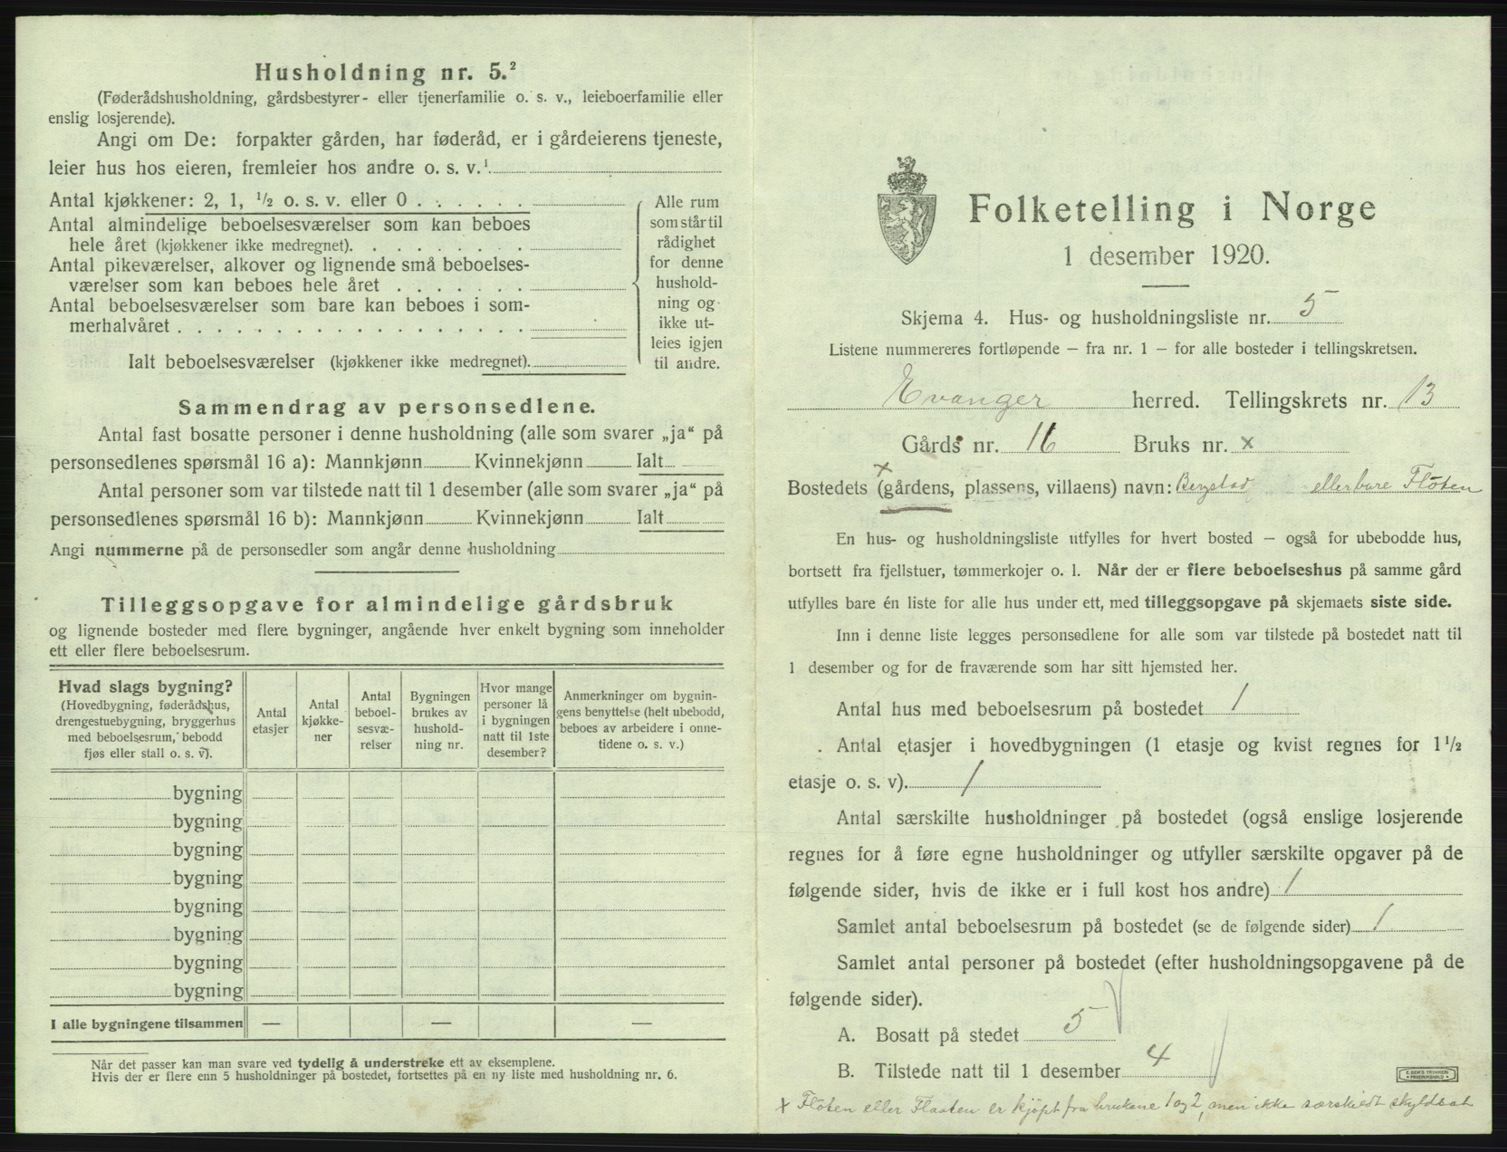 Husholdning nr. 5.²
(Føderådshusholdning, gårdsbestyrer- eller tjenerfamilie o. s. v., leieboerfamilie eller
enslig losjerende).
Angi om De: forpakter gården, har føderåd, er i gårdeierens tjeneste,
leier hus hos eieren, fremleier hos andre o. s. v.¹
Antal kjøkkener: 2, 1, ½ o. s. v. eller 0
Antal almindelige beboelsesværelser som kan beboes
hele året (kjøkkener ikke medregnet).
Antal pikeværelser, alkover og lignende små beboelses-
værelser som kan beboes hele året
Antal beboelsesværelser som bare kan beboes i som-
merhalvåret
Ialt beboelsesværelser (kjøkkener ikke medregnet).
Alle rum
som står til
rådighet
for denne
hushold-
ning og
ikke ut-
leies igjen
til andre.
Sammendrag av personsedlene.
Antal fast bosatte personer i denne husholdning (alle som svarer „ja“ på
personsedlenes spørsmål 16 a): Mannkjønn Kvinnekjønn Ialt
Antal personer som var tilstede natt til 1 desember (alle som svarer „ja“ på
personsedlenes spørsmål 16 b): Mannkjønn Kvinnekjønn Ialt
Angi nummerne på de personsedler som angår denne husholdning
Tilleggsopgave for almindelige gårdsbruk
og lignende bosteder med flere bygninger, angående hver enkelt bygning som inneholder
ett eller flere beboelsesrum.
Hvad slags bygning?
(Hovedbygning, føderådshus,
drengestuebygning, bryggerhus
med beboelsesrum, bebodd
fjøs eller stall o. s. v).
Antal
etasjer
Antal
kjøkke-
ner
Antal
beboel-
sesvæ-
relser
Bygningen
brukes av
hushold-
ning nr.
Hvor mange
personer lå
i bygningen
natt til 1ste
desember?
Anmerkninger om bygnin-
gens benyttelse (helt ubebodd,
beboes av arbeidere i onne-
tidene o. s. v.)
bygning
bygning
bygning
bygning
bygning
bygning
bygning
bygning
I alle bygningene tilsammen — — —
Når det passer kan man svare ved tydelig å understreke ett av eksemplene.
Hvis der er flere enn 5 husholdninger på bostedet, fortsettes på en ny liste med husholdning nr. 6.
Folketelling i Norge
1 desember 1920.
Skjema 4. Hus- og husholdningsliste nr. 5
Listene nummereres fortløpende — fra nr. 1 — for alle bosteder i tellingskretsen.
Evanger herred. Tellingskrets nr. 13
Gårds nr. 16 Bruks nr. x
x
Bostedets (gårdens, plassens, villaens) navn: Bergstad eller bare Flöten
En hus- og husholdningsliste utfylles for hvert bosted — også for ubebodde hus,
bortsett fra fjellstuer, tømmerkojer o. l. Når der er flere beboelseshus på samme gård
utfylles bare én liste for alle hus under ett, med tilleggsopgave på skjemaets siste side.
Inn i denne liste legges personsedlene for alle som var tilstede på bostedet natt til
1 desember og for de fraværende som har sitt hjemsted her.
Antal hus med beboelsesrum på bostedet 1
Antal etasjer i hovedbygningen (1 etasje og kvist regnes for 1½
etasje o. s. v). 1
Antal særskilte husholdninger på bostedet (også enslige losjerende
regnes for å føre egne husholdninger og utfyller særskilte opgaver på de
følgende sider, hvis de ikke er i full kost hos andre) 1
Samlet antal beboelsesrum på bostedet (se de følgende sider) 1
Samlet antal personer på bostedet (efter husholdningsopgavene på de
følgende sider).
A. Bosatt på stedet 5
B. Tilstede natt til 1 desember 4
x Flöten eller Flaaten er kjöpt fra brukene 1 og 2, men ikke særskiedt skyldsat